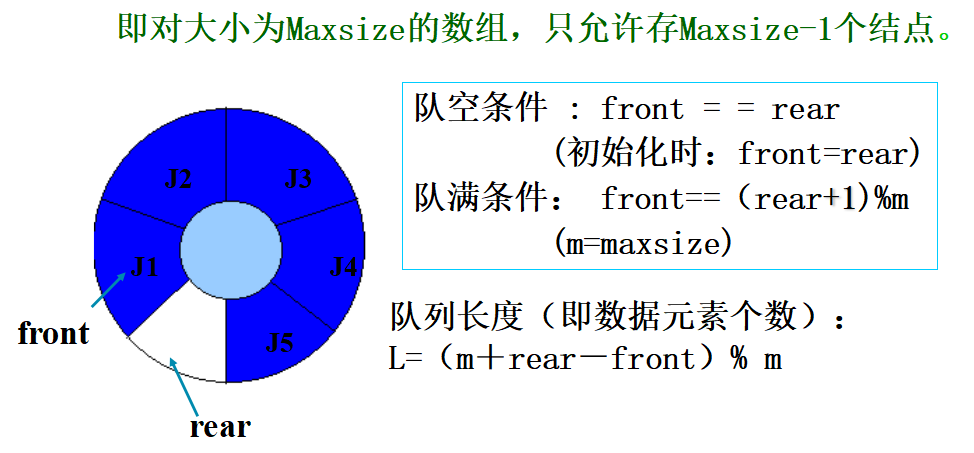 即对大小为Maxsize的数组，只允许存Maxsize-1个结点。
队空条件 : front = = rear
(初始化时：front=rear)
队满条件： front==（rear+1)%m
(m=maxsize)
队列长度（即数据元素个数）：
L=（m＋rear－front）% m
J2
J3
J1
J4
J5
front
rear